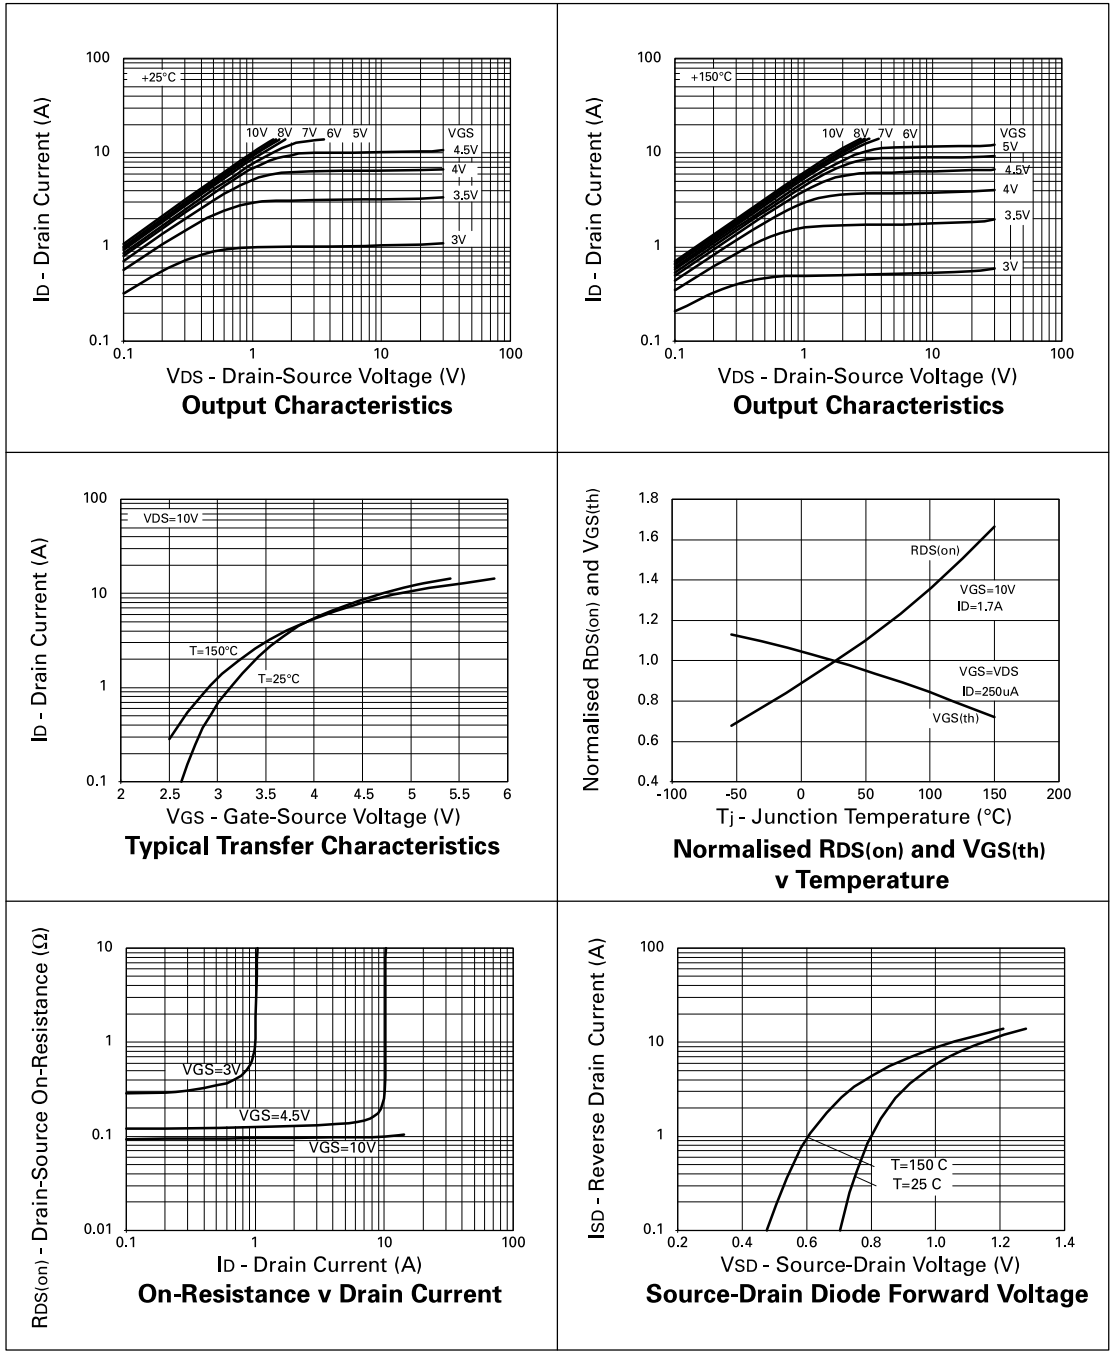 100
+25°C
10V 8V 7V 6V 5V VGS
4.5V
10
4V
3.5V
1
3V
0.1
0.1 1 10 100
ID - Drain Current (A)
VDS - Drain-Source Voltage (V)
Output Characteristics
100
+150°C
10V 8V 7V 6V VGS
5V
10
4.5V
4V
3.5V
1
3V
0.1
0.1 1 10 100
ID - Drain Current (A)
VDS - Drain-Source Voltage (V)
Output Characteristics
100
VDS=10V
10
T=150°C
T=25°C
1
0.1
2 2.5 3 3.5 4 4.5 5 5.5 6
ID - Drain Current (A)
VGS - Gate-Source Voltage (V)
Typical Transfer Characteristics
1.8
1.6
RDS(on)
1.4
VGS=10V
ID=1.7A
1.2
1.0
VGS=VDS
ID=250uA
0.8
VGS(th)
0.6
0.4
-100 -50 0 50 100 150 200
Normalised RDS(on) and VGS(th)
Tj - Junction Temperature (°C)
Normalised RDS(on) and VGS(th)
v Temperature
10
1
VGS=3V
VGS=4.5V
0.1
VGS=10V
0.01
0.1 1 10 100
RDS(on) - Drain-Source On-Resistance (Ω)
ID - Drain Current (A)
On-Resistance v Drain Current
100
10
1
T=150 C
T=25 C
0.1
0.2 0.4 0.6 0.8 1.0 1.2 1.4
ISD - Reverse Drain Current (A)
VSD - Source-Drain Voltage (V)
Source-Drain Diode Forward Voltage